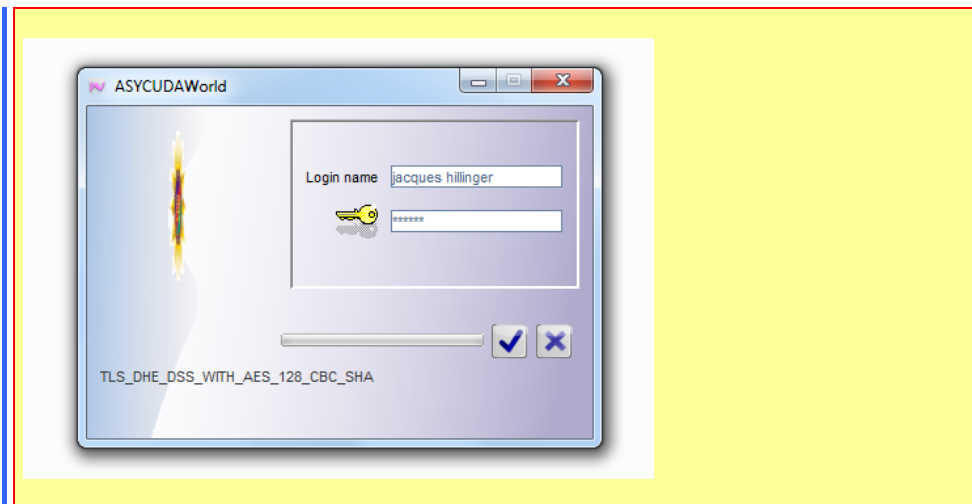 ASYCUDAWorld
Login name jacques hillinger
******
TLS_DHE_DSS_WITH_AES_128_CBC_SHA